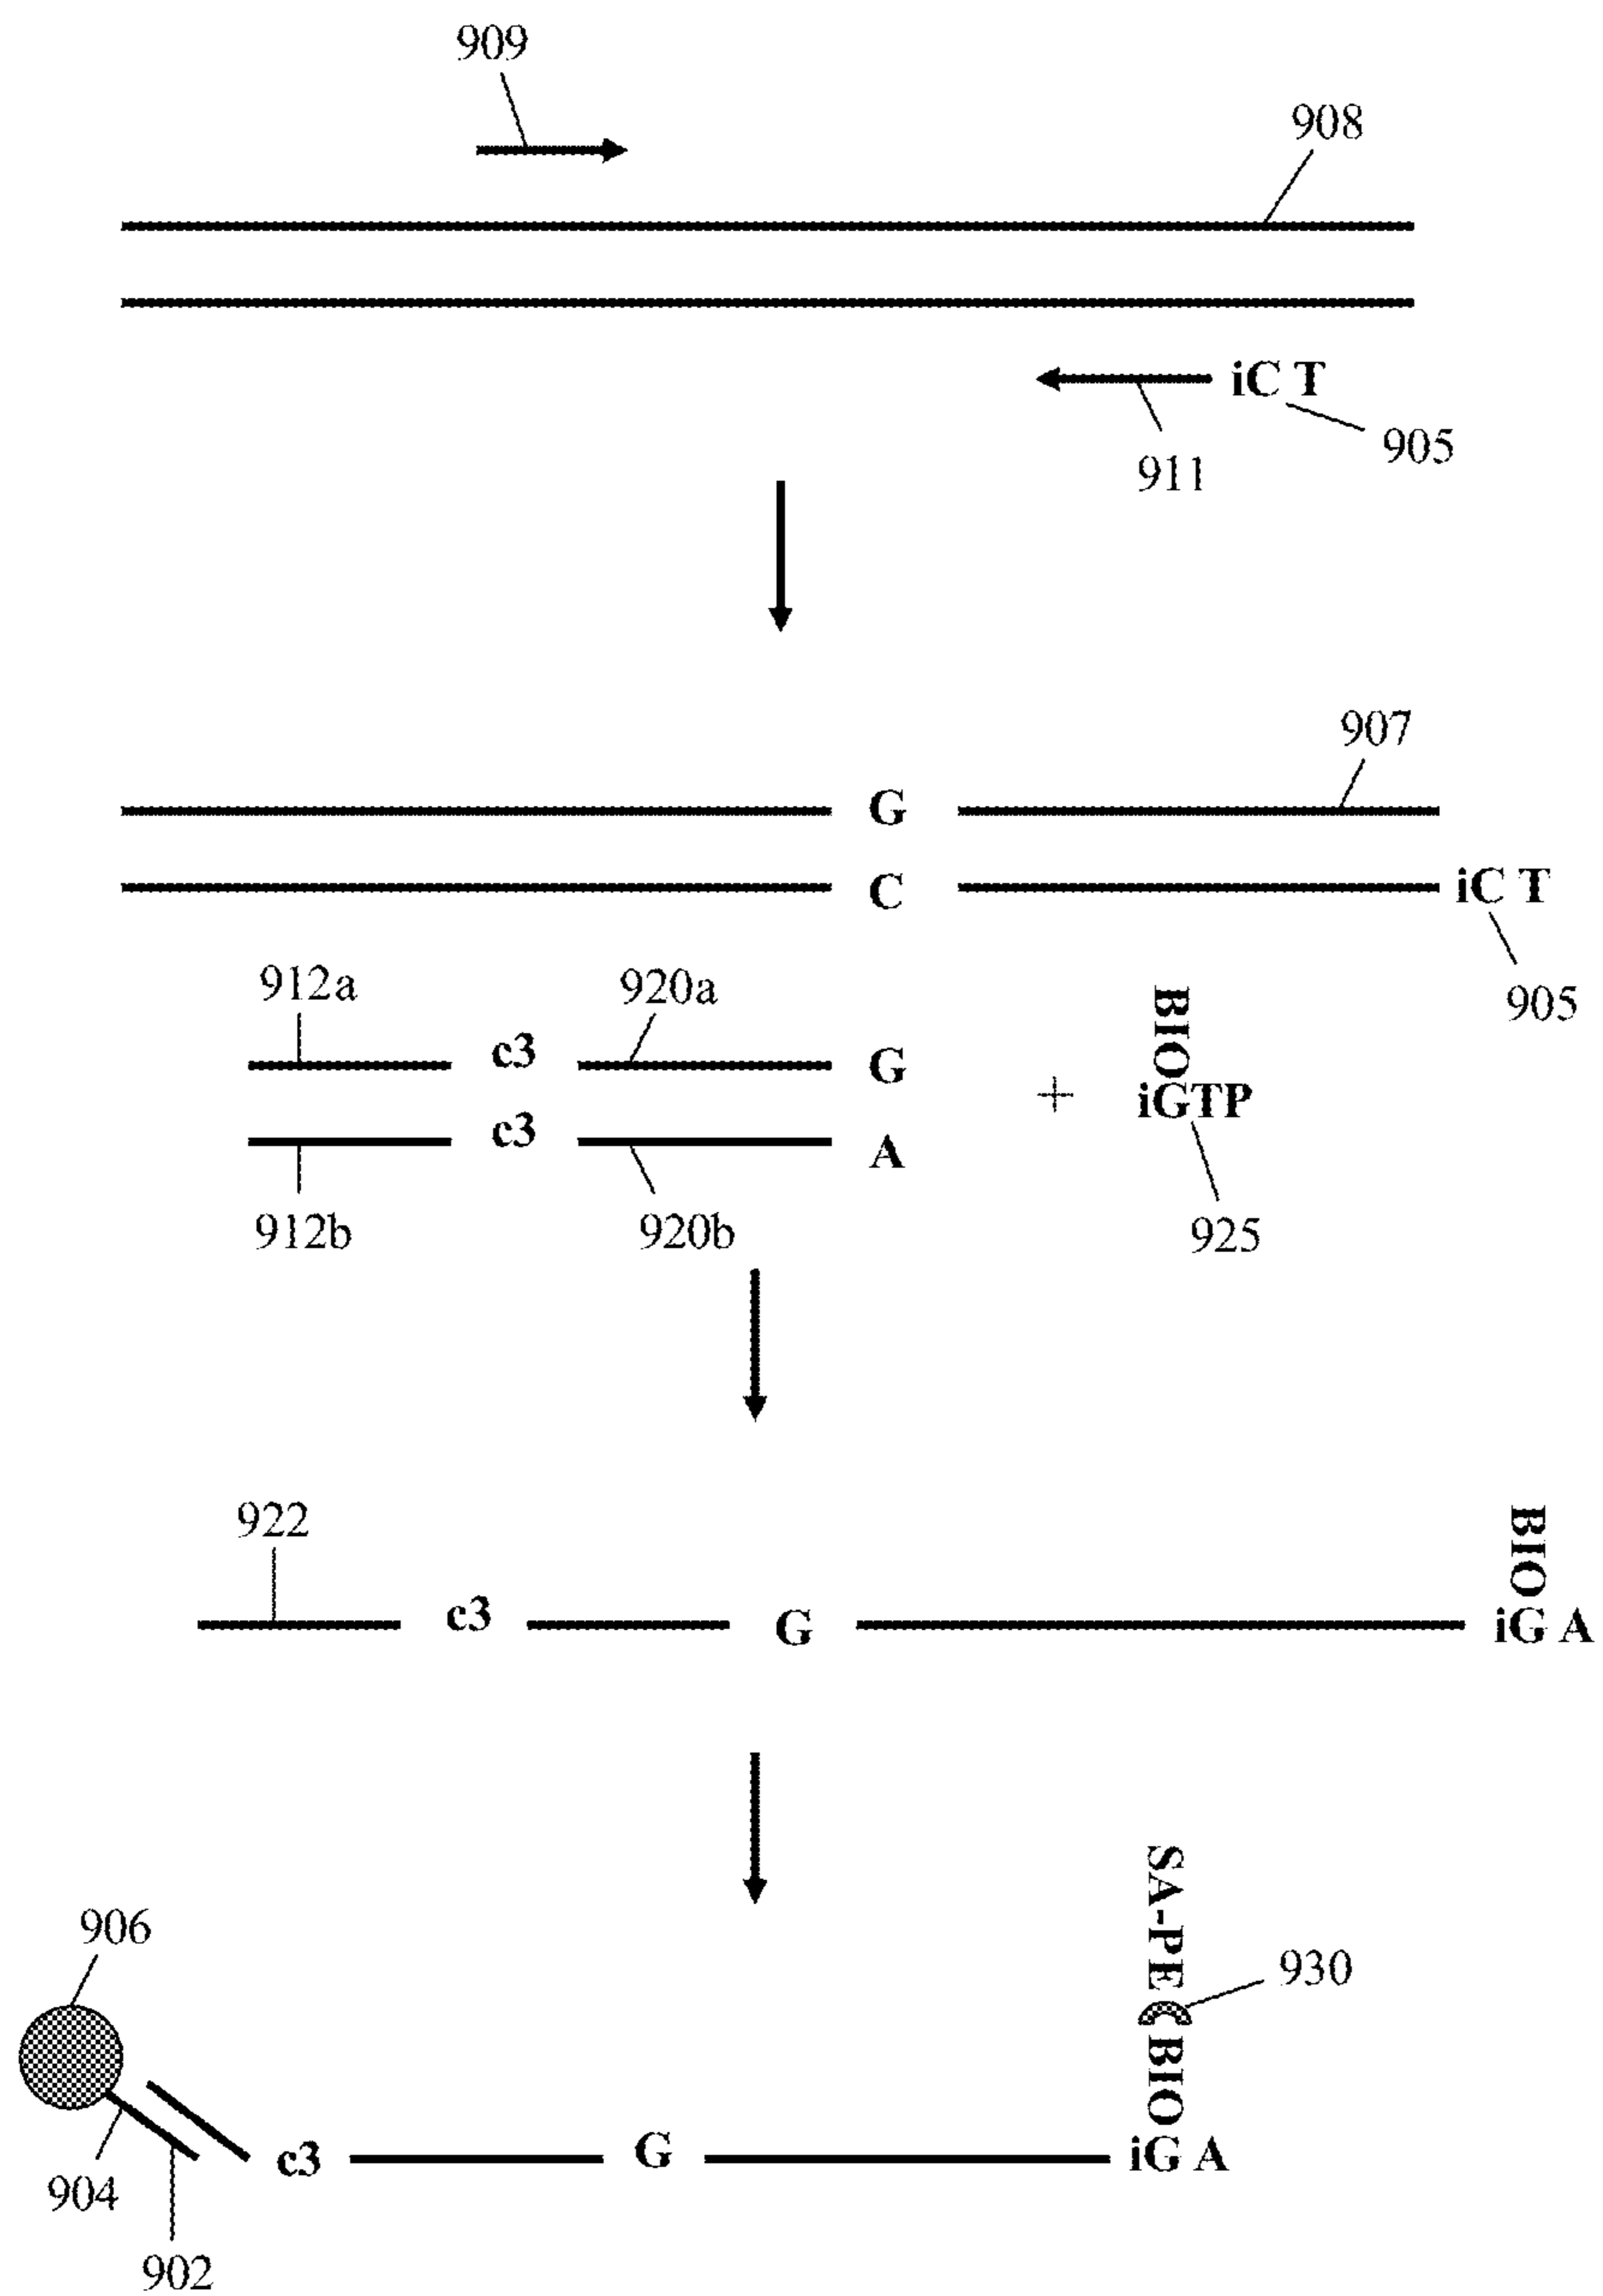 909
908
iC T
905
911
907
G
C
iC T
905
912a
920a
c3
G
c3
A
+
BIO
iGTP
912b
920b
925
922
c3
G
BIO
iG A
906
SA-PE
930
BIO
904
902
c3
G
iG A